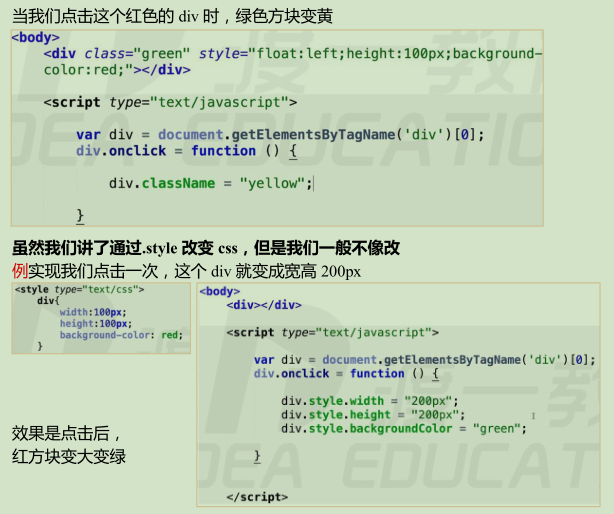 当我们点击这个红色的 div 时，绿色方块变黄
<body>
<div class="green" style="float:left;height:100px;background-
color:red;"></div>
<script type="text/javascript">
var div = document.getElementsByTagName('div')[0];
div.onclick = function () {
div.className = "yellow";
}
虽然我们讲了通过.style 改变 css，但是我们一般不像改
例实现我们点击一次，这个 div 就变成宽高 200px
<style type="text/css">
div{
width:100px;
height:100px;
background-color: red;
}
效果是点击后，
红方块变大变绿
<body>
<div></div>
<script type="text/javascript">
var div = document.getElementsByTagName('div')[0];
div.onclick = function () {
div.style.width = "200px";
div.style.height = "200px";
div.style.backgroundColor = "green";
}
</script>